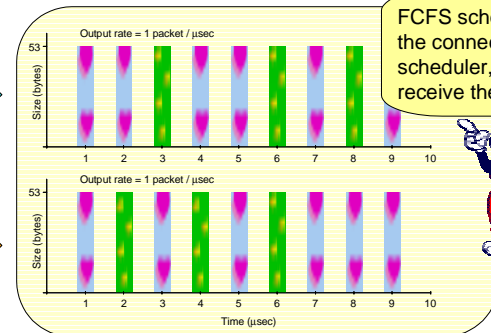 FCFS sche
the connec
scheduler,
receive the
Output rate = 1 packet / μsec
53
Size (bytes)
1 2 3 4 5 6 7 8 9 10
Output rate = 1 packet / μsec
53
Size (bytes)
1 2 3 4 5 6 7 8 9 10
Time (μsec)